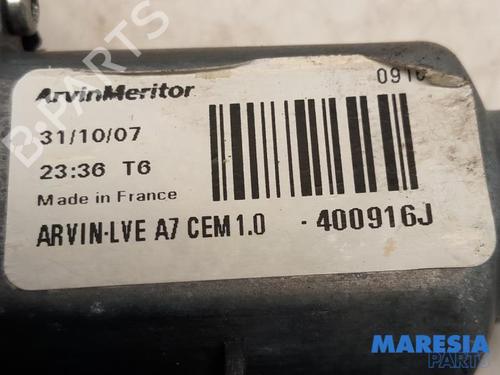 B-PARTS
ArvinMeritor
31/10/07
23:36 T6
Made in France
ARVIN-LVE A7 CEM 1.0 - 400916J
MARESIA
PARTS